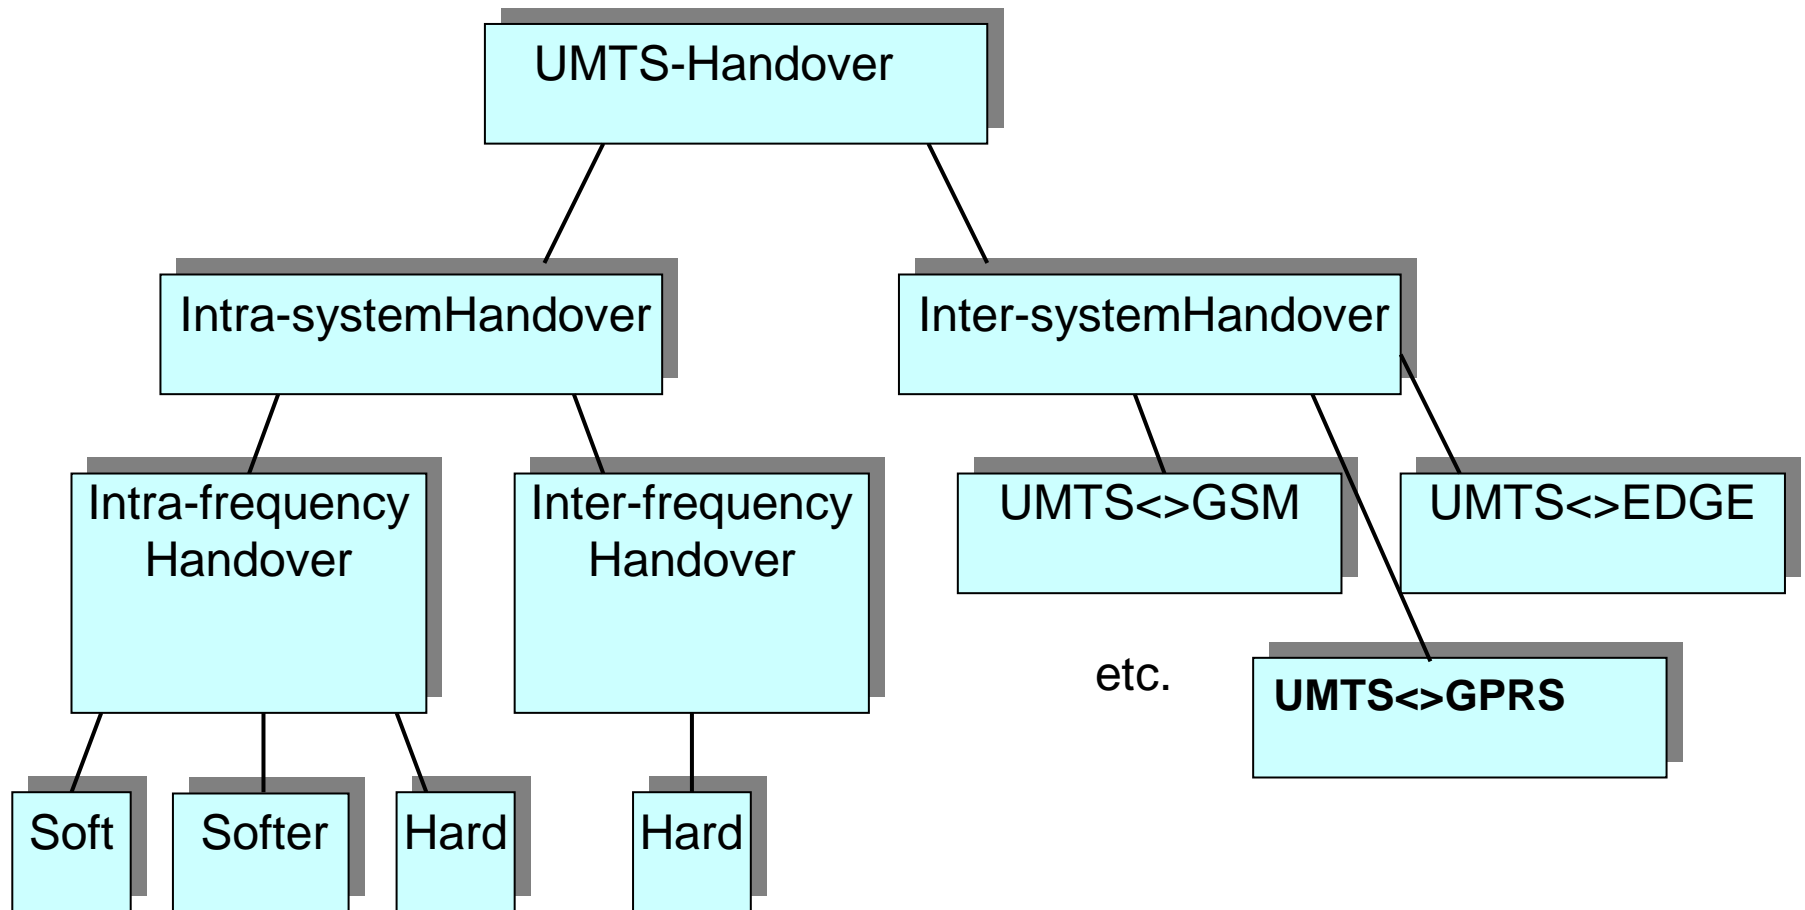 UMTS-Handover
Intra-systemHandover
Inter-systemHandover
Intra-frequency
Handover
Inter-frequency
Handover
UMTS<>GSM
UMTS<>EDGE
etc.
UMTS<>GPRS
Soft
Softer
Hard
Hard